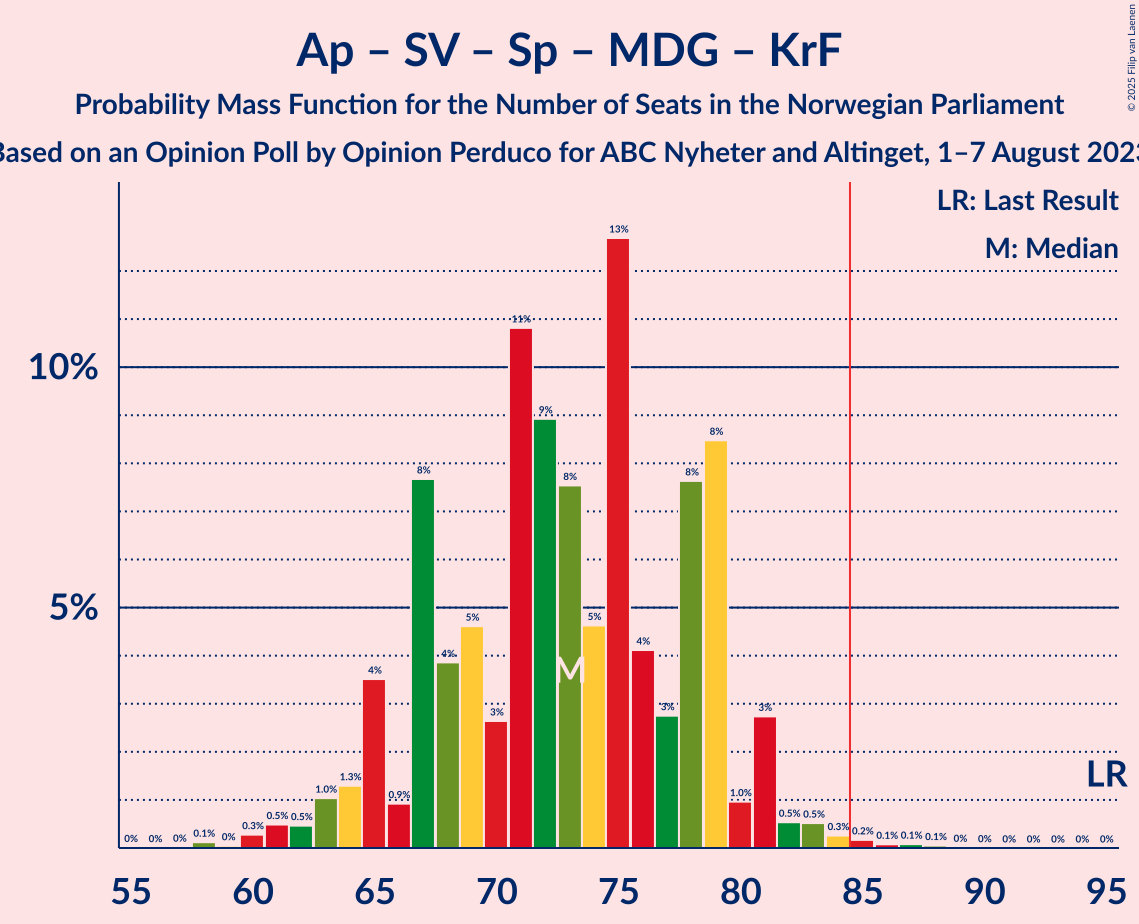 Ap – SV – Sp – MDG – KrF
Probability Mass Function for the Number of Seats in the Norwegian Parliament
Based on an Opinion Poll by Opinion Perduco for ABC Nyheter and Altinget, 1–7 August 2023
© 2025 Filip van Laenen
LR: Last Result
M: Median
10%
5%
0% 0% 0% 0.1% 0% 0.3% 0.5% 0.5% 1.0% 1.3% 4% 0.9% 8% 4% 5% 3% 11% 9% 8% 5% 13% 4% 3% 8% 8% 1.0% 3% 0.5% 0.5% 0.3% 0.2% 0.1% 0.1% 0.1% 0% 0% 0% 0% 0% 0% 0%
M
LR
55 60 65 70 75 80 85 90 95